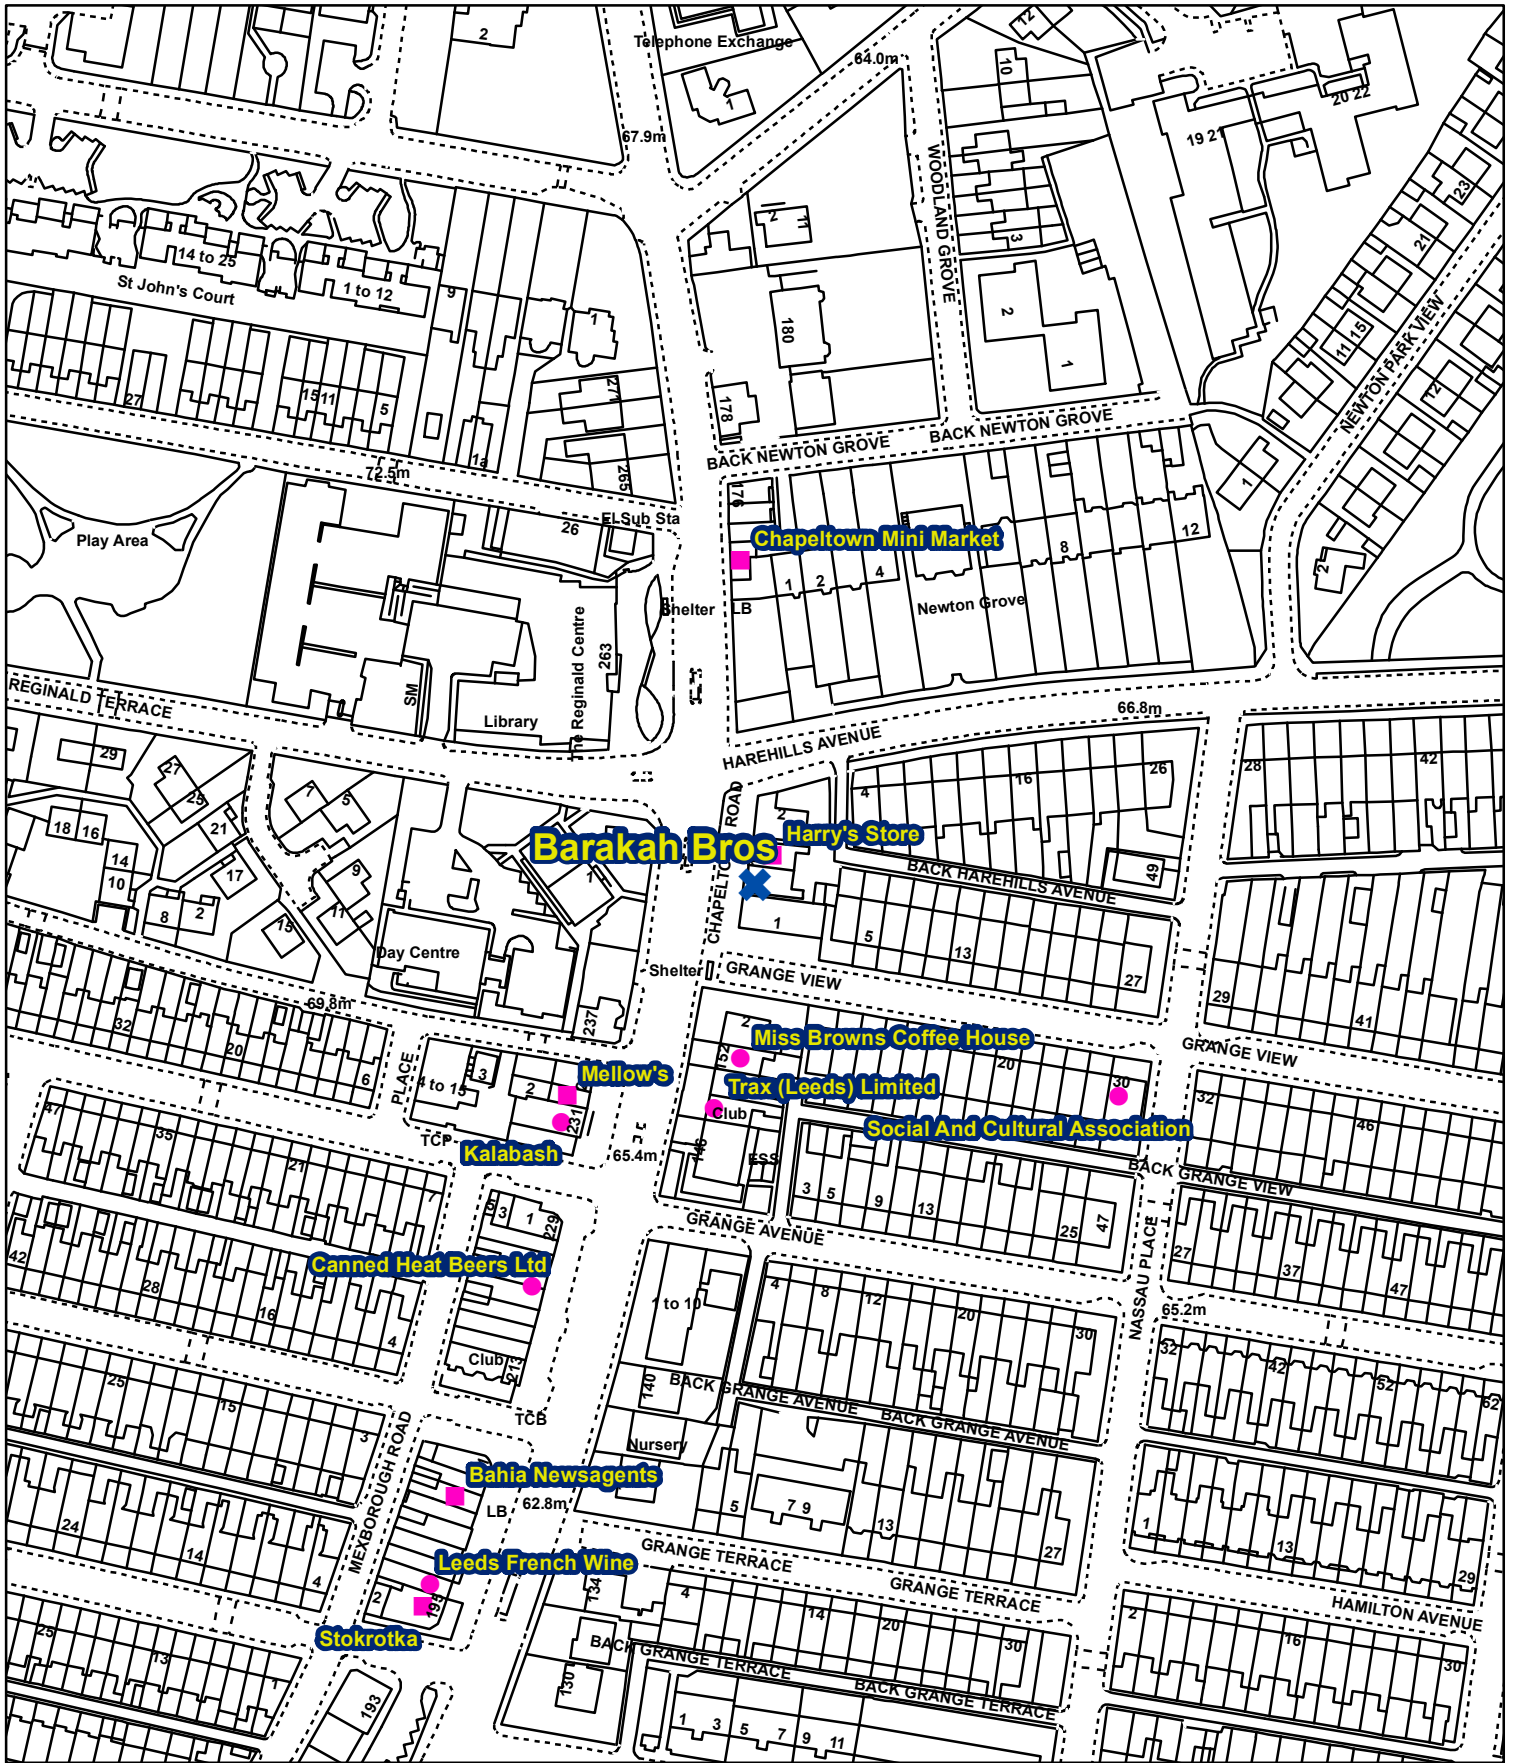 2
Telephone Exchange
12
64.0m
10
1
20 22
67.9m
19 21
WOODLAND GROVE
23
2
11
3
21
14 to 25
St John's Court
1 to 12
9
1
180
2
1
11 15
NEWTON PARK VIEW
12
27
15 11
5
271
178
BACK NEWTON GROVE
BACK NEWTON GROVE
1a
72.5m
265
176
1
26
El Sub Sta
Play Area
Chapeltown Mini Market
8
12
2
1
2
4
Shelter
LB
Newton Grove
The Reginald Centre
263
SM
REGINALD TERRACE
Library
66.8m
HAREHILLS AVENUE
29
27
25
7
5
4
16
26
28
42
CHAPELTOWN ROAD
2
18
16
21
Barakah Bros
Harry's Store
14
10
17
9
1
BACK HAREHILLS AVENUE
49
8
2
11
15
1
5
13
27
Day Centre
Shelter
GRANGE VIEW
69.8m
237
29
41
32
20
6
PLACE
2
152
Miss Browns Coffee House
GRANGE VIEW
20
30
4 to 15
3
2
Mellow's
Trax (Leeds) Limited
Club
32
46
47
35
21
7
TCP
231
Kalabash
65.4m
146
ESS
Social And Cultural Association
BACK GRANGE VIEW
19
3
1
229
3
5
9
13
25
47
GRANGE AVENUE
NASSAU PLACE
42
28
16
4
Canned Heat Beers Ltd
27
37
47
1 to 10
4
8
12
20
30
65.2m
Club
213
32
42
52
62
25
15
3
140
BACK GRANGE AVENUE
BACK GRANGE AVENUE
TCB
MEXBOROUGH ROAD
Nursery
Bahia Newsagents
LB
62.8m
5
7 9
13
27
24
14
4
1
13
29
Leeds French Wine
GRANGE TERRACE
GRANGE TERRACE
HAMILTON AVENUE
2
195
134
4
14
20
30
2
16
30
Stokrotka
BACK GRANGE TERRACE
BACK GRANGE TERRACE
25
13
1
193
130
1
3
5
7
9
11